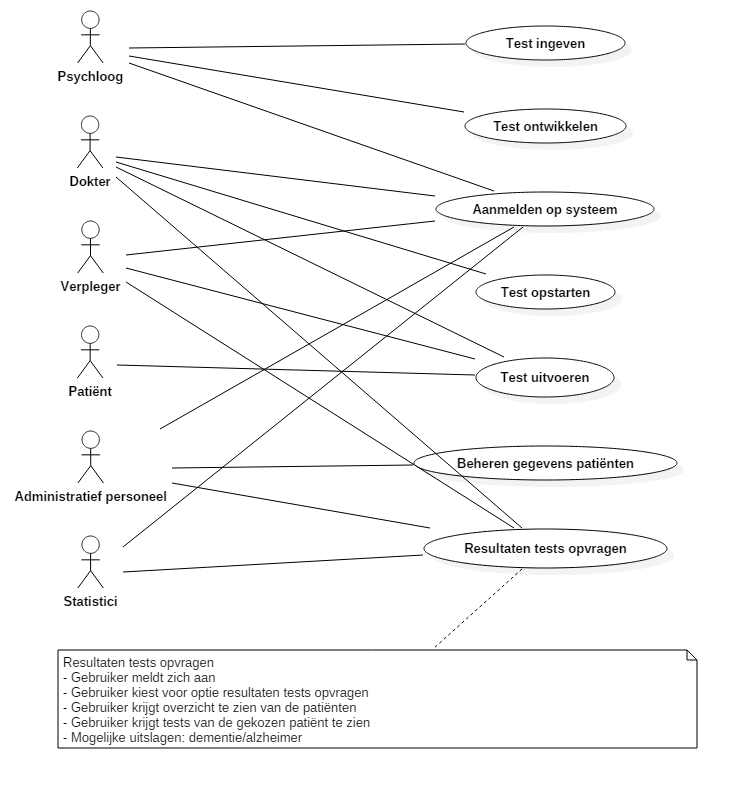 Test ingeven
Psychloog
Test ontwikkelen
Dokter
Aanmelden op systeem
Verpleger
Test opstarten
Test uitvoeren
Patiënt
Beheren gegevens patiënten
Administratief personeel
Resultaten tests opvragen
Statistici
Resultaten tests opvragen
- Gebruiker meldt zich aan
- Gebruiker kiest voor optie resultaten tests opvragen
- Gebruiker krijgt overzicht te zien van de patiënten
- Gebruiker krijgt tests van de gekozen patiënt te zien
- Mogelijke uitslagen: dementie/alzheimer